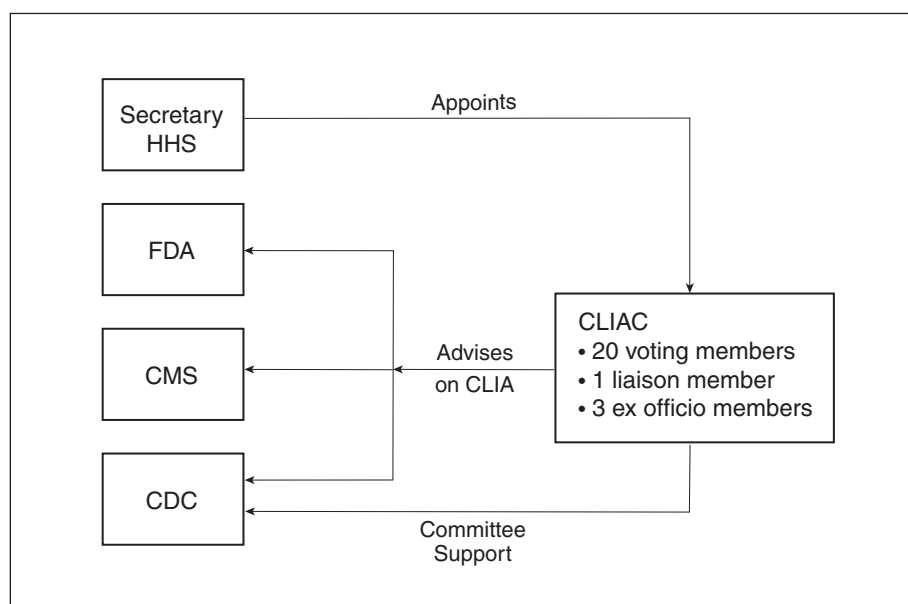 Secretary
HHS
Appoints
FDA
CMS
CDC
Advises
on CLIA
CLIAC
• 20 voting members
• 1 liaison member
• 3 ex officio members
Committee
Support